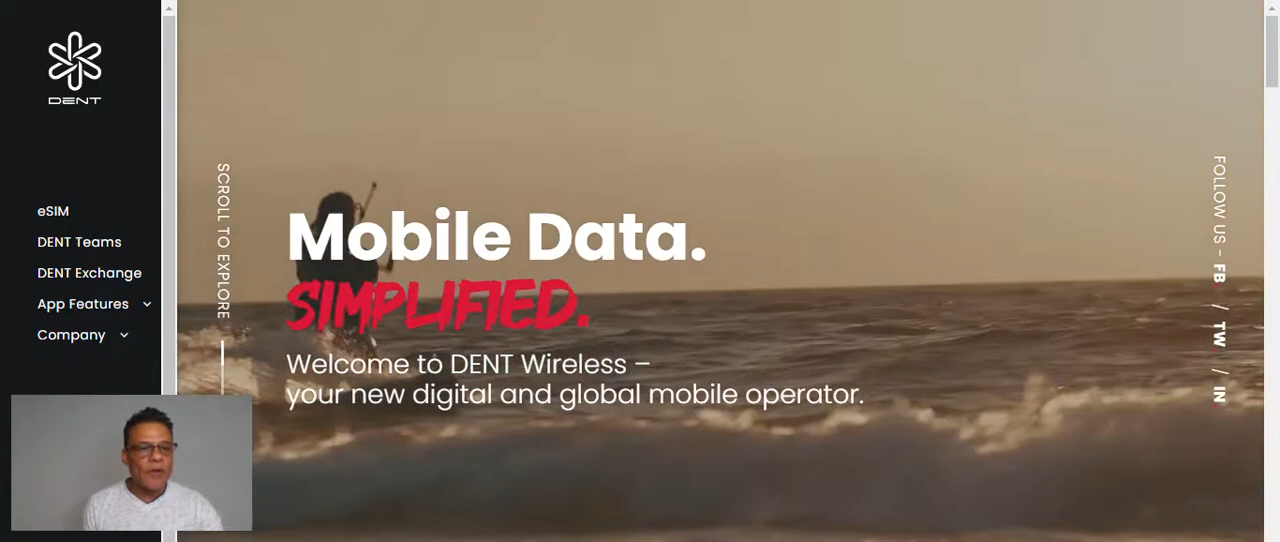 DENT
eSIM
DENT Teams
DENT Exchange
App Features
Company
SCROLL TO EXPLORE
Mobile Data.
SIMPLIFIED.
Welcome to DENT Wireless –
your new digital and global mobile operator.
FOLLOW US – FB / TW / IN